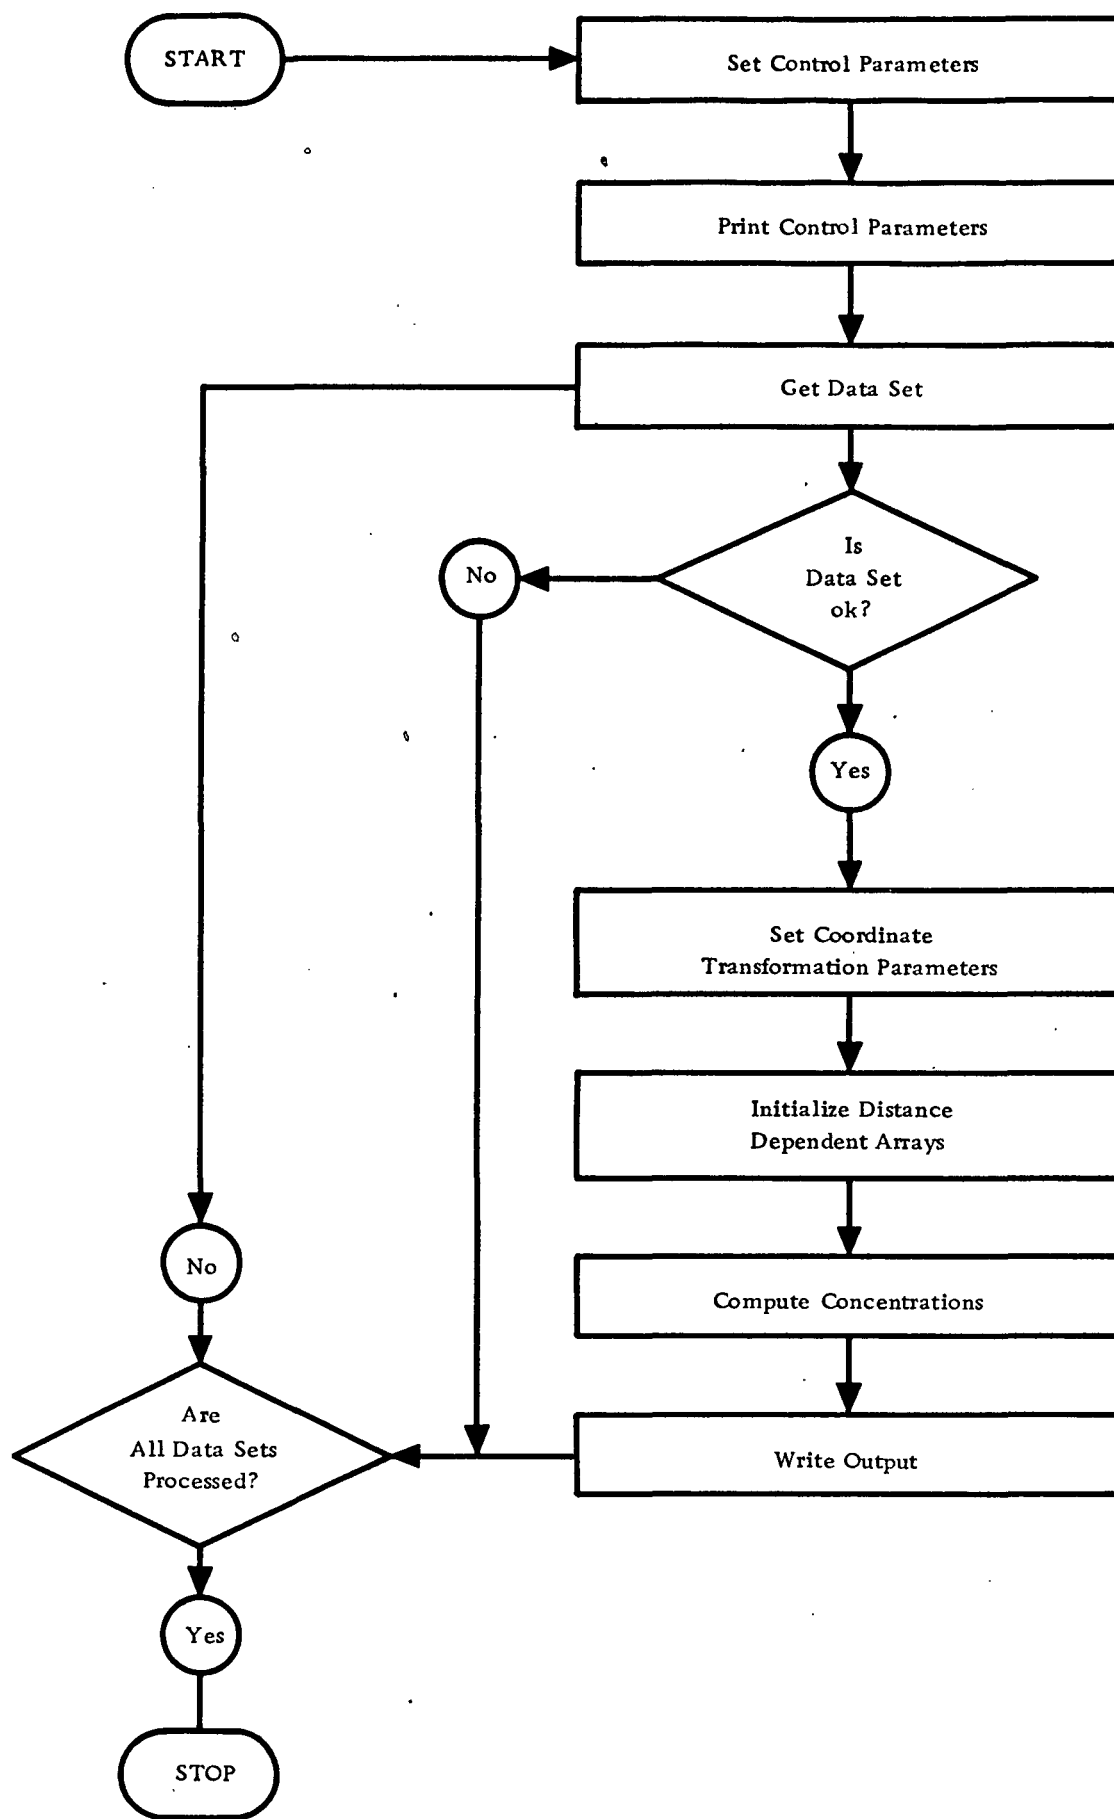 START
Set Control Parameters
Print Control Parameters
Get Data Set
Is
Data Set
ok?
No
Yes
Set Coordinate
Transformation Parameters
Initialize Distance
Dependent Arrays
No
Compute Concentrations
Are
All Data Sets
Processed?
Write Output
Yes
STOP